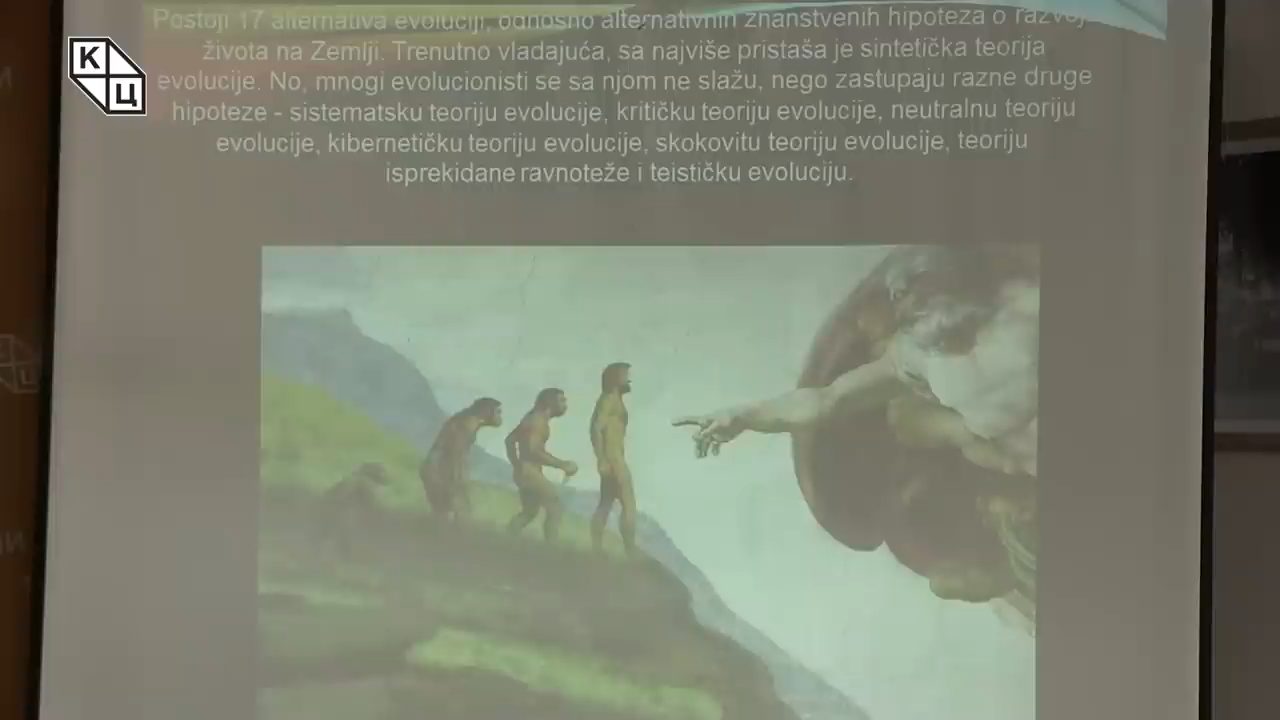 Postoji 17 alternativa evoluciji, odnosno alternativnih znanstvenih hipoteza o razvoju
života na Zemlji. Trenutno vladajuća, sa najviše pristaša je sintetička teorija
evolucije. No, mnogi evolucionisti se sa njom ne slažu, nego zastupaju razne druge
hipoteze - sistematsku teoriju evolucije, kritičku teoriju evolucije, neutralnu teoriju
evolucije, kibernetičku teoriju evolucije, skokovitu teoriju evolucije, teoriju
isprekidane ravnoteže i teističku evoluciju.
К
Ц